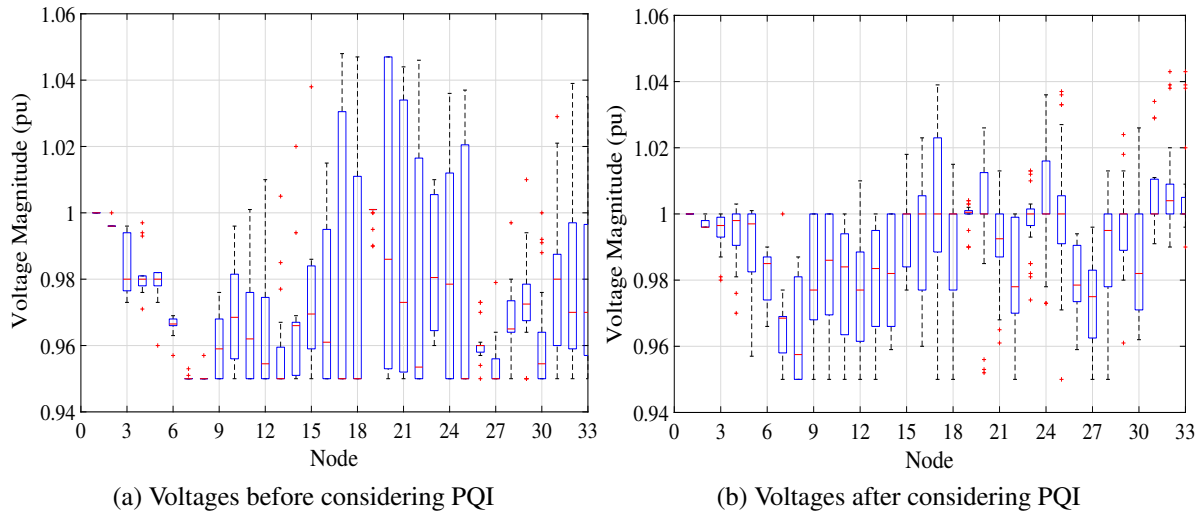 1.06
1.04
1.02
1
0.98
0.96
0.94
Voltage Magnitude (pu)
0 3 6 9 12 15 18 21 24 27 30 33
Node
(a) Voltages before considering PQI
1.06
1.04
1.02
1
0.98
0.96
0.94
Voltage Magnitude (pu)
0 3 6 9 12 15 18 21 24 27 30 33
Node
(b) Voltages after considering PQI